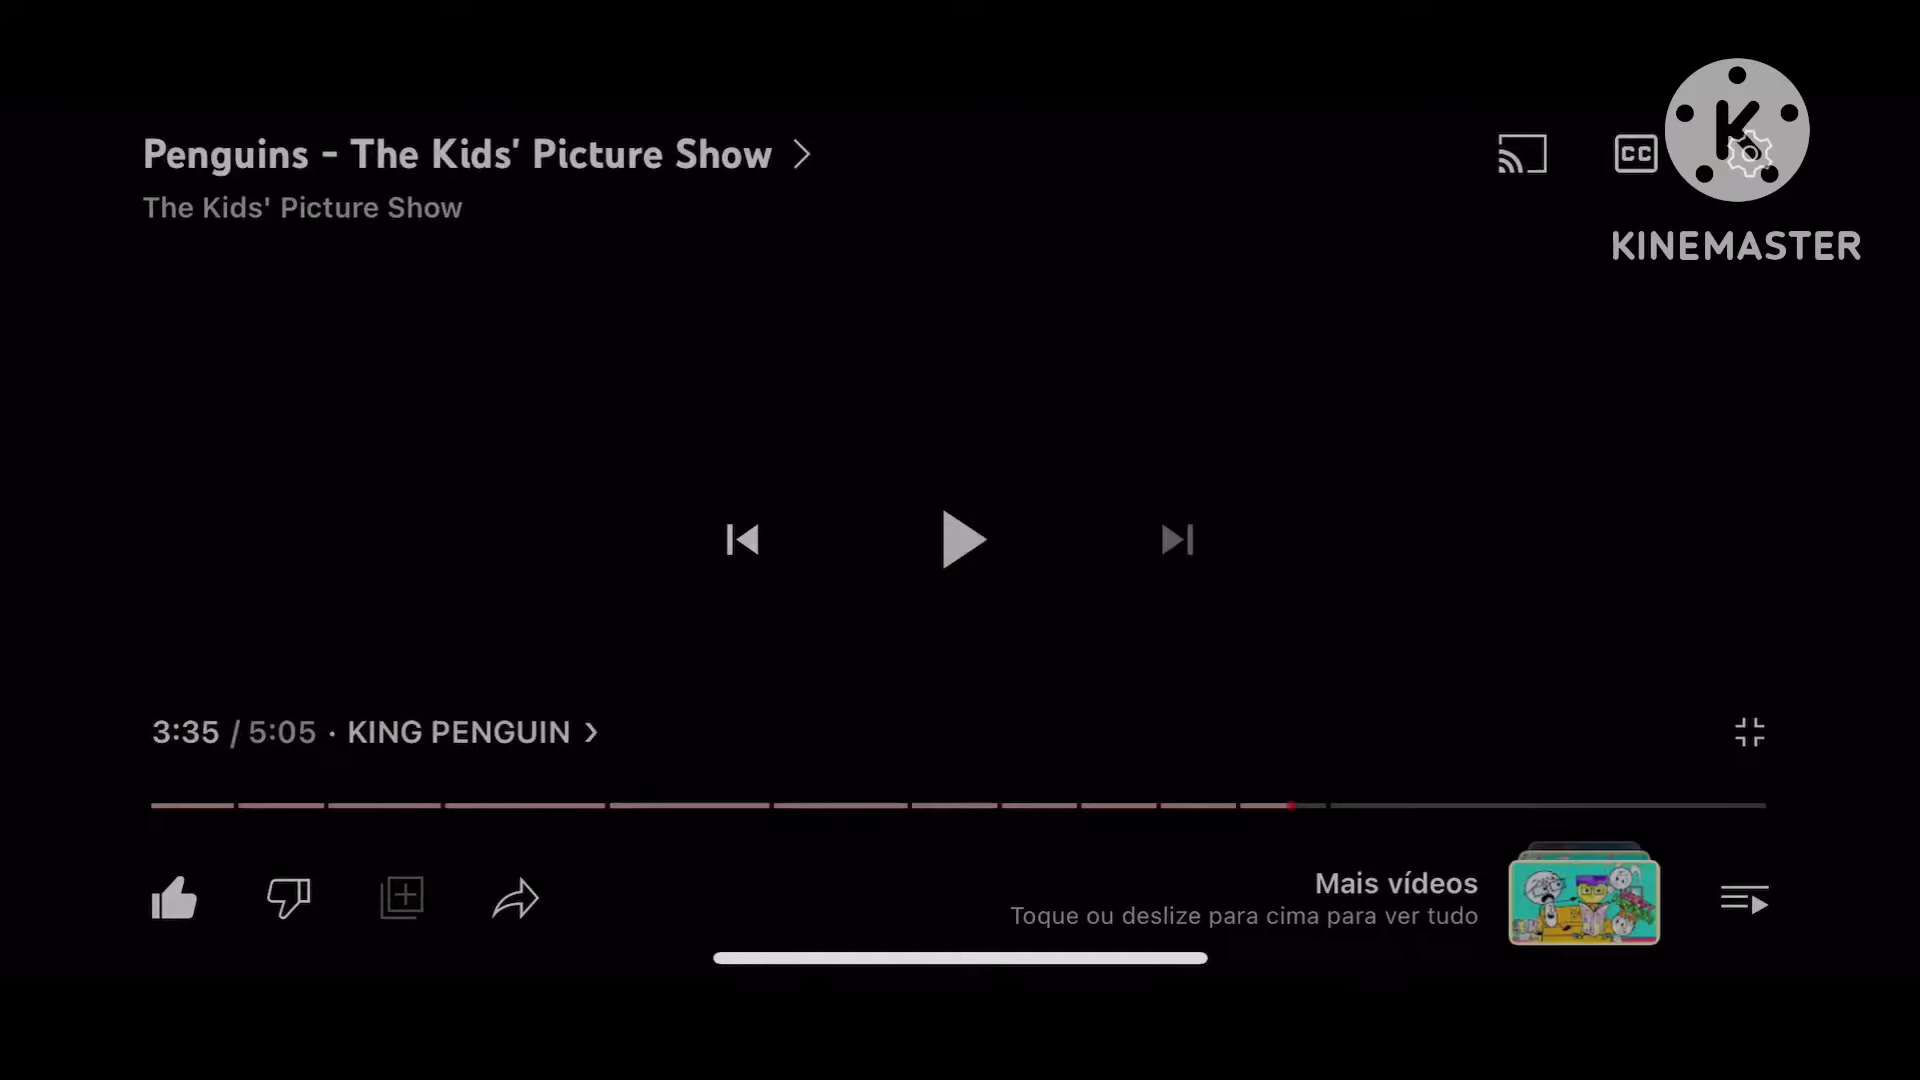 Penguins - The Kids' Picture Show
The Kids' Picture Show
CC
K
KINEMASTER
3:35 / 5:05 · KING PENGUIN
Mais vídeos
Toque ou deslize para cima para ver tudo